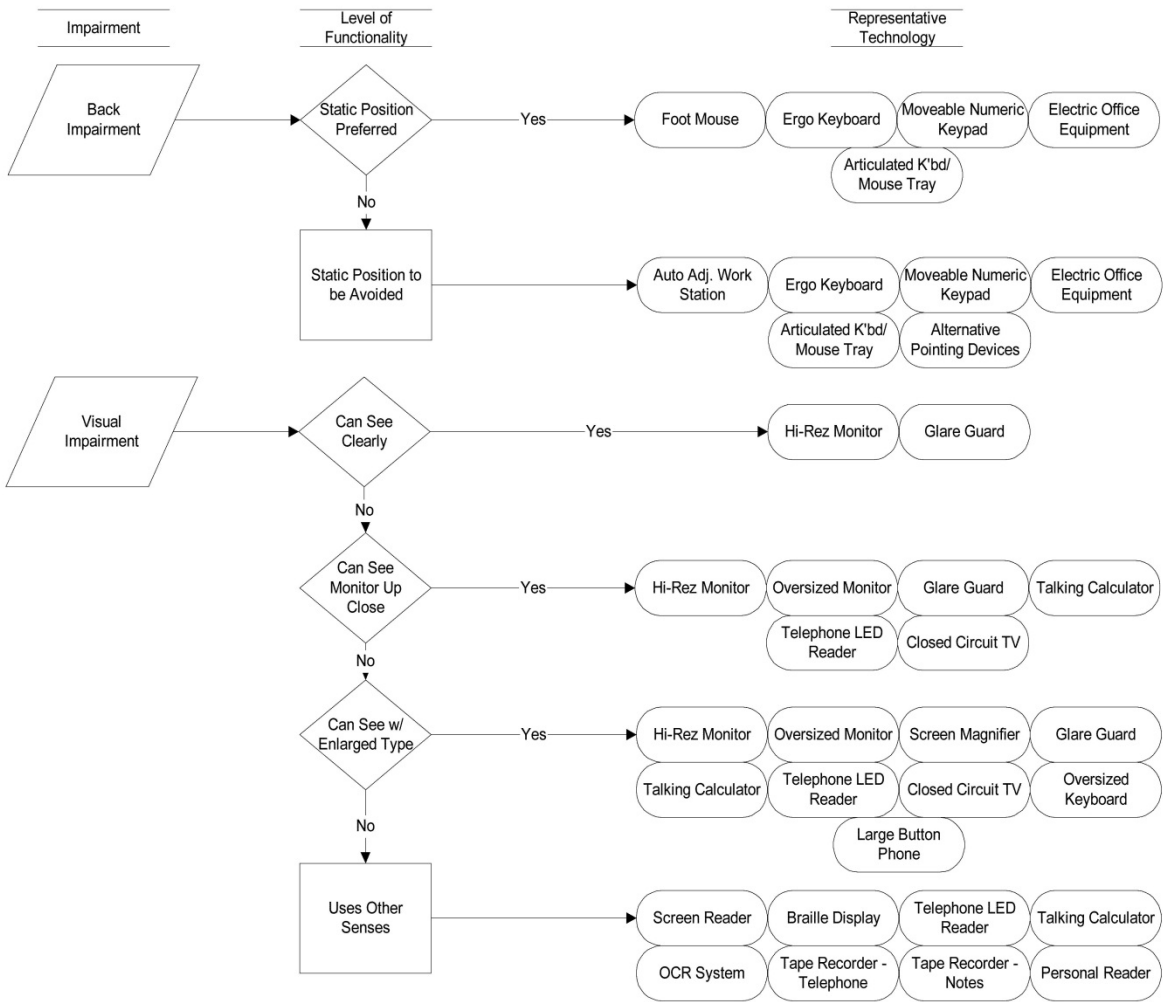 Impairment
Level of
Functionality
Representative
Technology
Back
Impairment
Static Position
Preferred
Yes
Foot Mouse
Ergo Keyboard
Moveable Numeric
Keypad
Electric Office
Equipment
Articulated K'bd/
Mouse Tray
No
Static Position to
be Avoided
Auto Adj. Work
Station
Ergo Keyboard
Moveable Numeric
Keypad
Electric Office
Equipment
Articulated K'bd/
Mouse Tray
Alternative
Pointing Devices
Visual
Impairment
Can See
Clearly
Yes
Hi-Rez Monitor
Glare Guard
No
Can See
Monitor Up
Close
Yes
Hi-Rez Monitor
Oversized Monitor
Glare Guard
Talking Calculator
Telephone LED
Reader
Closed Circuit TV
No
Can See w/
Enlarged Type
Yes
Hi-Rez Monitor
Oversized Monitor
Screen Magnifier
Glare Guard
Talking Calculator
Telephone LED
Reader
Closed Circuit TV
Oversized
Keyboard
Large Button
Phone
No
Uses Other
Senses
Screen Reader
Braille Display
Telephone LED
Reader
Talking Calculator
OCR System
Tape Recorder -
Telephone
Tape Recorder -
Notes
Personal Reader